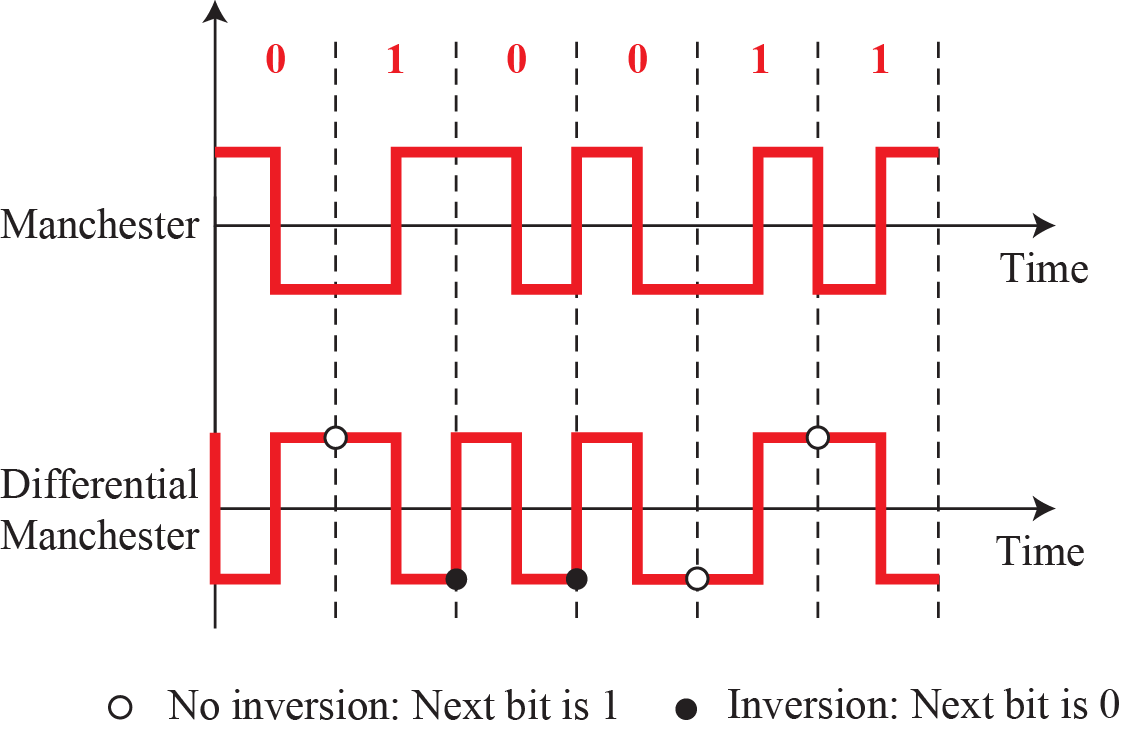 0 1 0 0 1 1
Manchester
Time
Differential
Manchester
Time
No inversion: Next bit is 1
Inversion: Next bit is 0